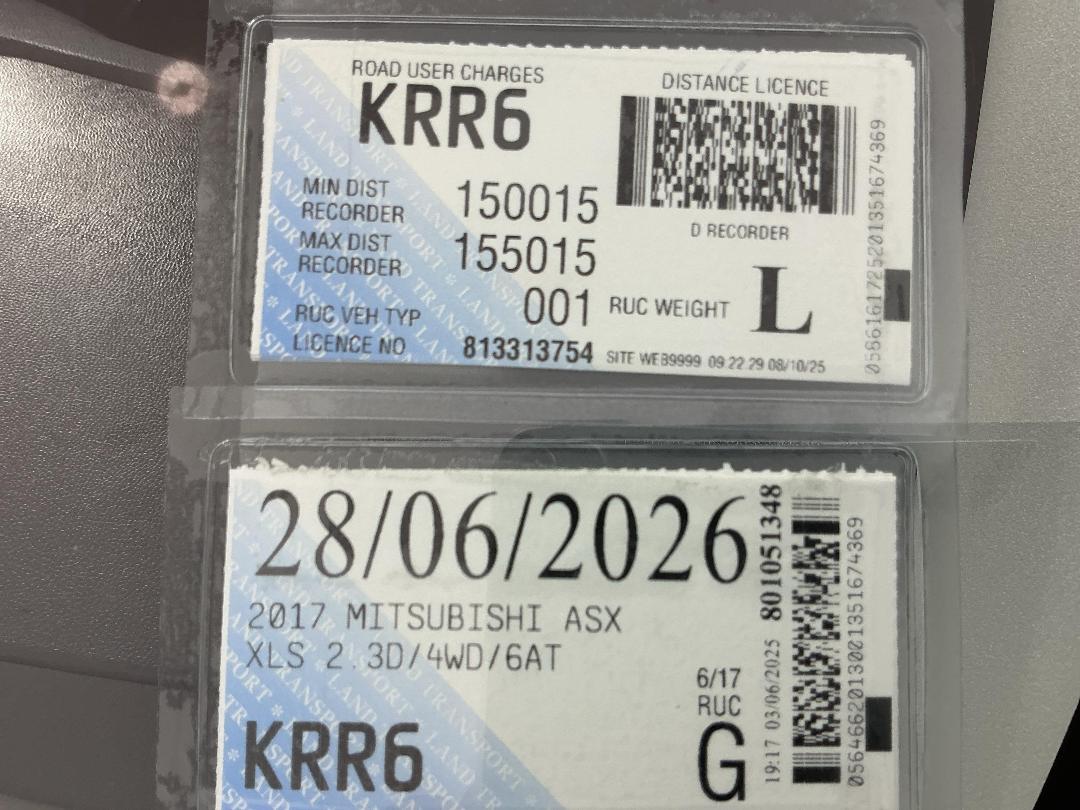 ROAD USER CHARGES
KRR6
DISTANCE LICENCE
MIN DIST
RECORDER 150015
MAX DIST
RECORDER 155015
D RECORDER
RUC VEH TYP 001
RUC WEIGHT L
LICENCE NO 813313754
SITE WEB9999 09.22.29 08/10/25
0586161725201351674369
28/06/2026
2017 MITSUBISHI ASX
XLS 2.3D/4WD/6AT
6/17
RUC
G
KRR6
801051348
19:17 03/06/2025
0564662013001351674369